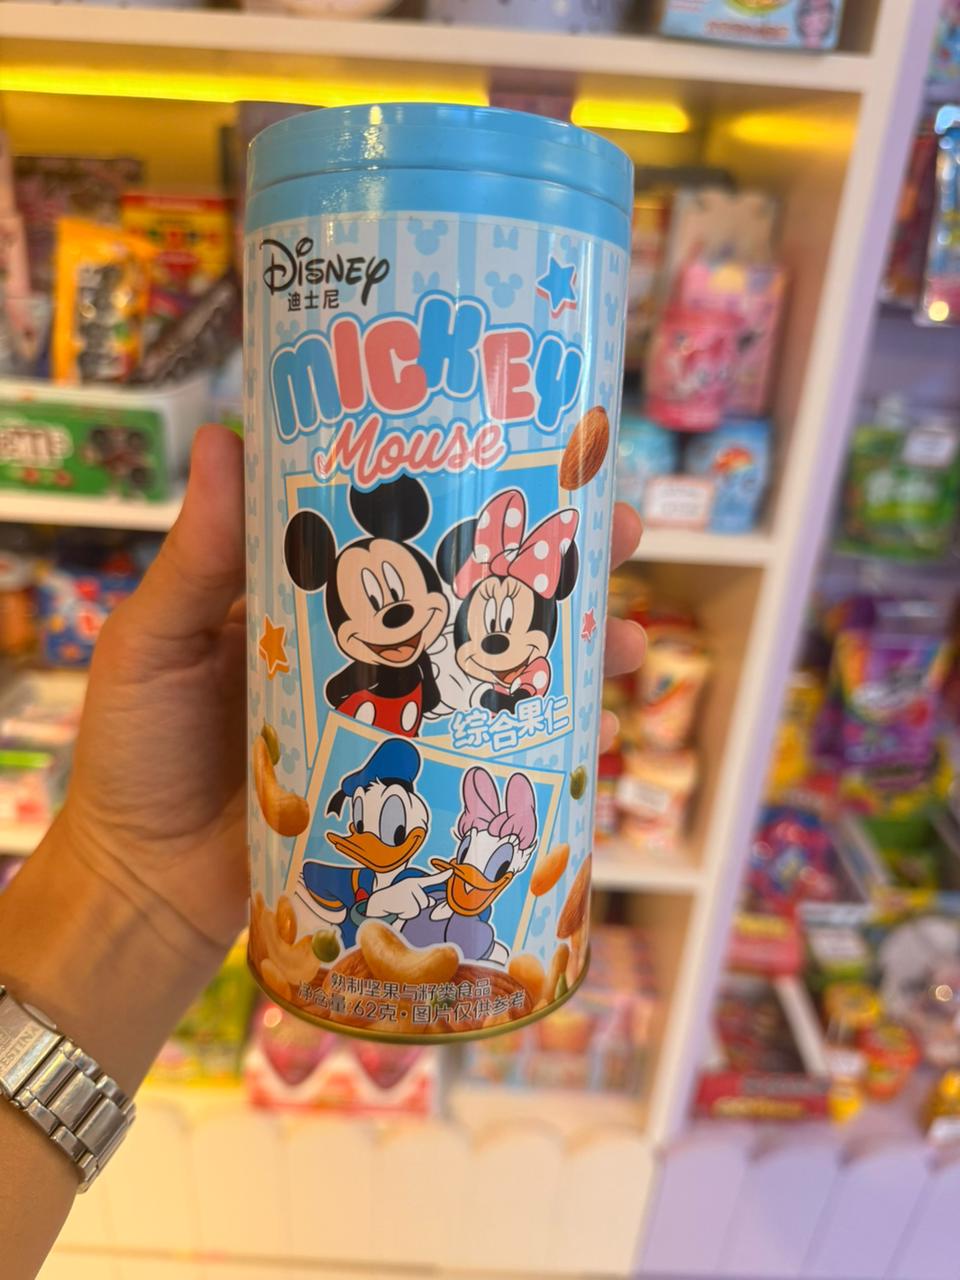 Disney
迪士尼
MICKEY
Mouse
综合果仁
熟制坚果与籽类食品
净含量:62克·图片仅供参考